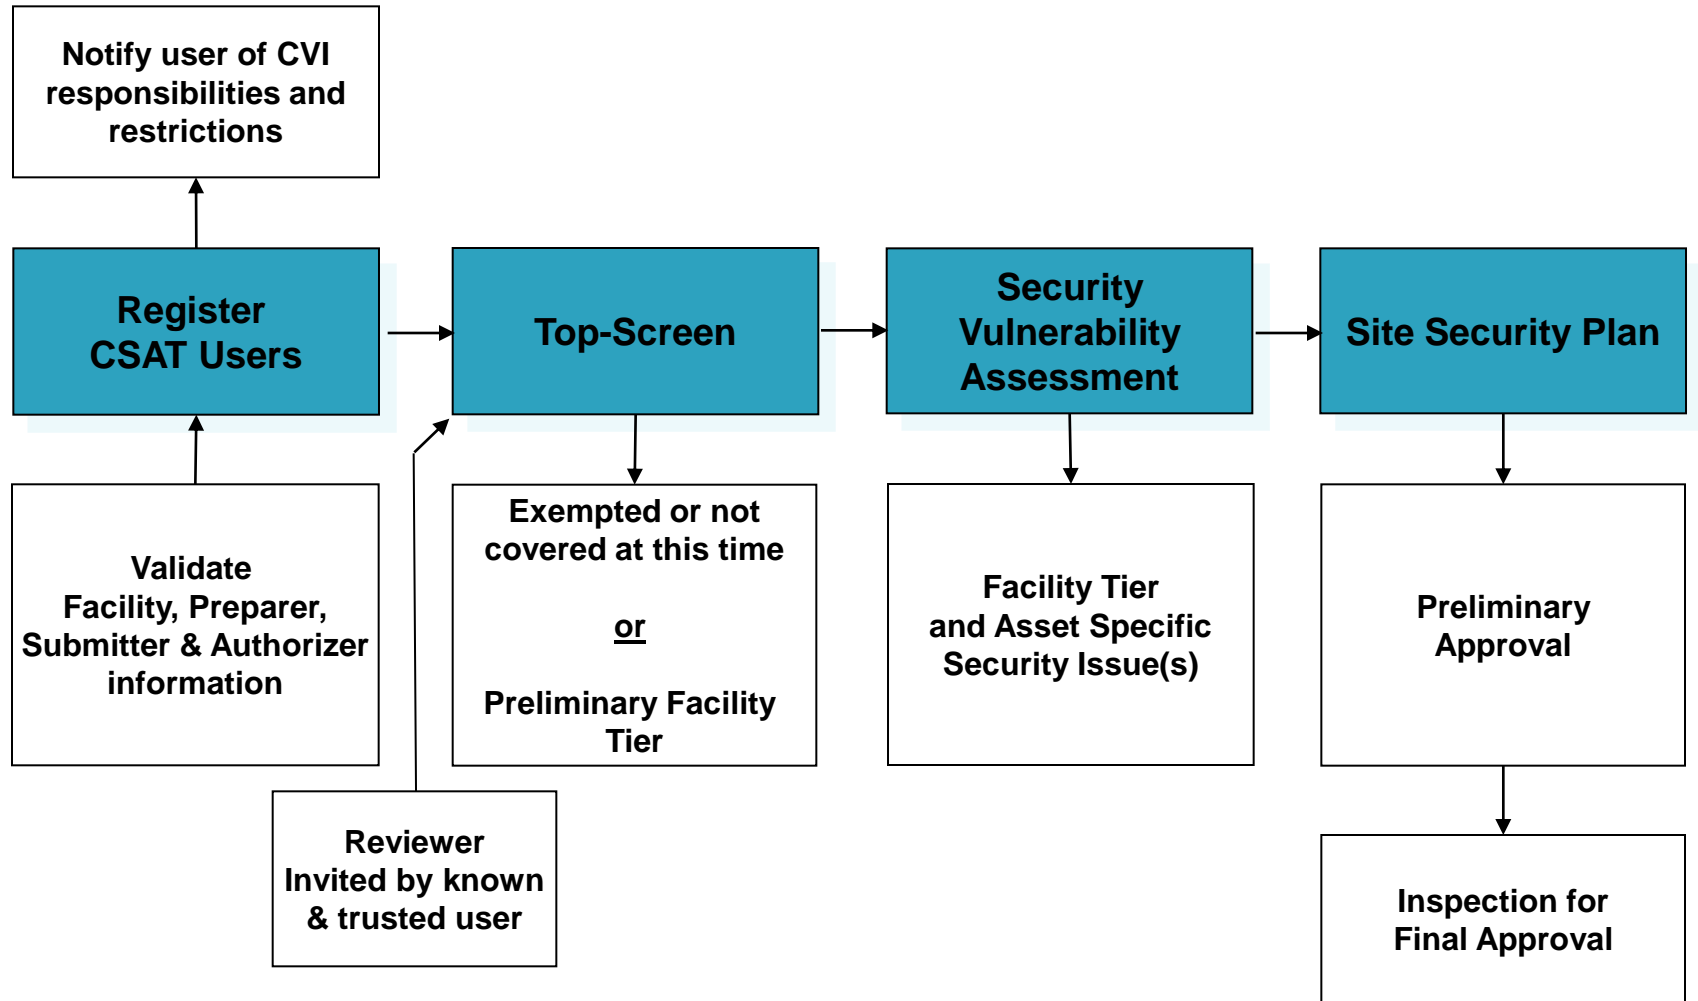 Notify user of CVI
responsibilities and
restrictions
Register
CSAT Users
Top-Screen
Security
Vulnerability
Assessment
Site Security Plan
Validate
Facility, Preparer,
Submitter & Authorizer
information
Exempted or not
covered at this time
or
Preliminary Facility
Tier
Facility Tier
and Asset Specific
Security Issue(s)
Preliminary
Approval
Reviewer
Invited by known
& trusted user
Inspection for
Final Approval